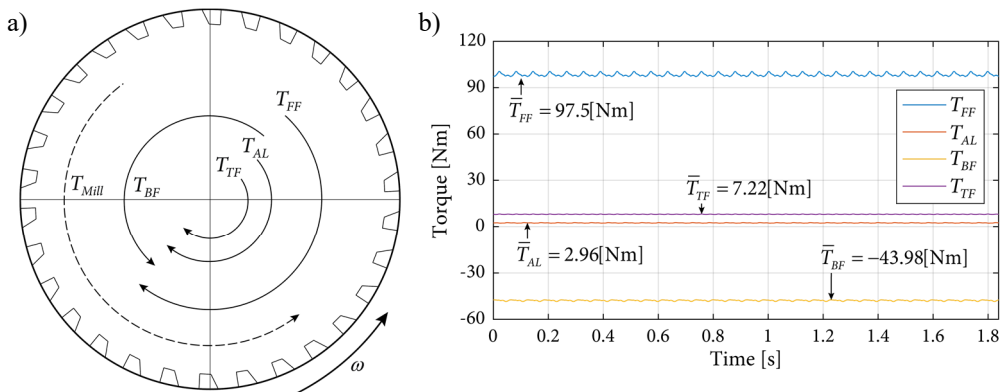 a)
T_FF
T_AL
T_TF
T_Mill
T_BF
ω
b)
Torque [Nm]
120
90
60
30
0
-30
-60
T̅_FF = 97.5[Nm]
T̅_TF = 7.22[Nm]
T̅_AL = 2.96[Nm]
T̅_BF = −43.98[Nm]
T_FF
T_AL
T_BF
T_TF
0 0.2 0.4 0.6 0.8 1 1.2 1.4 1.6 1.8
Time [s]